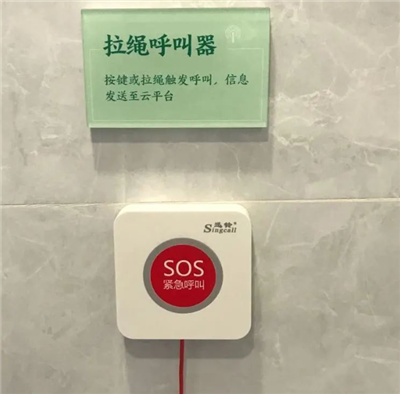 拉绳呼叫器
按键或拉绳触发呼叫，信息
发送至云平台
迅铃®
Singcall
SOS
紧急呼叫